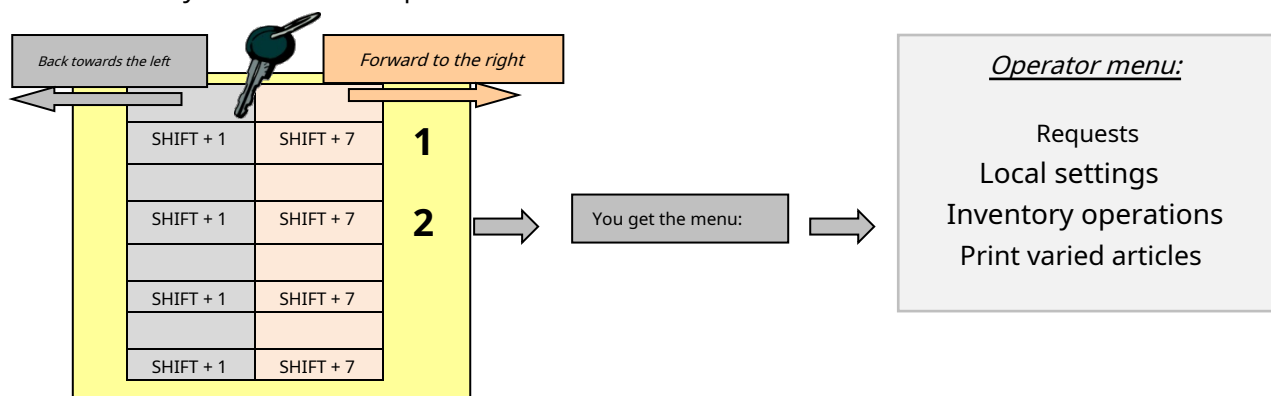 Back towards the left
Forward to the right
SHIFT + 1 SHIFT + 7 1
SHIFT + 1 SHIFT + 7 2
SHIFT + 1 SHIFT + 7
SHIFT + 1 SHIFT + 7
You get the menu:
Operator menu:
Requests
Local settings
Inventory operations
Print varied articles